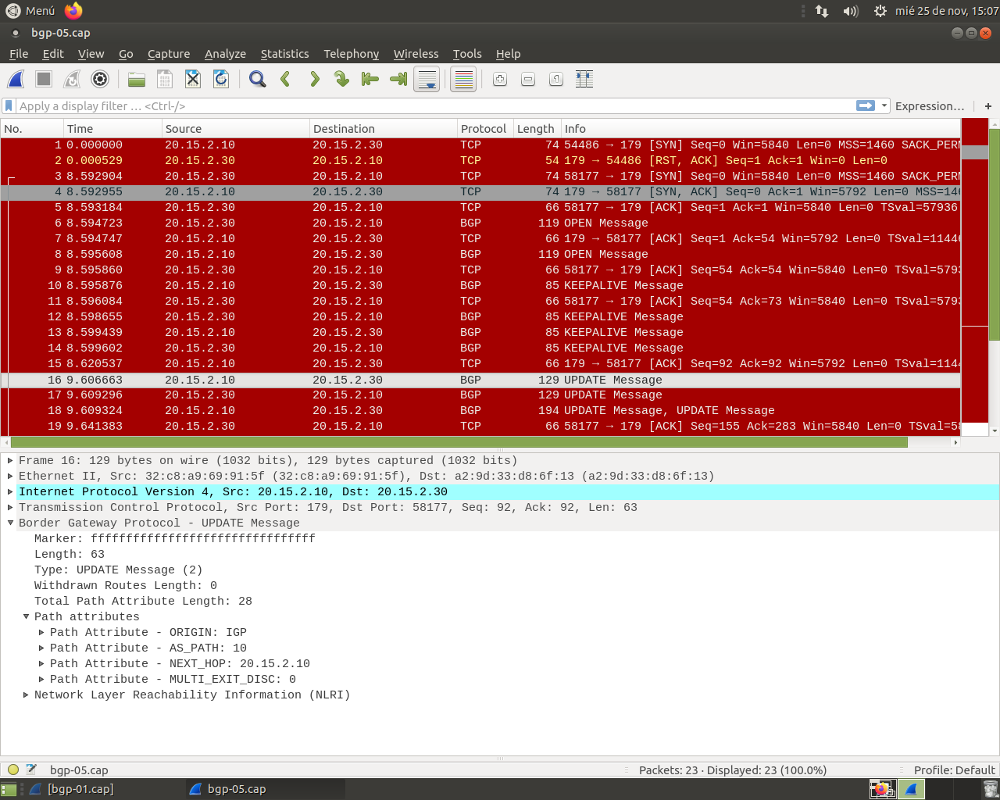 Menú mié 25 de nov, 15:07
bgp-05.cap
File Edit View Go Capture Analyze Statistics Telephony Wireless Tools Help
Apply a display filter … <Ctrl-/> Expression… +
No. Time Source Destination Protocol Length Info
1 0.000000 20.15.2.10 20.15.2.30 TCP 74 54486 → 179 [SYN] Seq=0 Win=5840 Len=0 MSS=1460 SACK_PERM
2 0.000529 20.15.2.30 20.15.2.10 TCP 54 179 → 54486 [RST, ACK] Seq=1 Ack=1 Win=0 Len=0
3 8.592904 20.15.2.30 20.15.2.10 TCP 74 58177 → 179 [SYN] Seq=0 Win=5840 Len=0 MSS=1460 SACK_PERM
4 8.592955 20.15.2.10 20.15.2.30 TCP 74 179 → 58177 [SYN, ACK] Seq=0 Ack=1 Win=5792 Len=0 MSS=146
5 8.593184 20.15.2.30 20.15.2.10 TCP 66 58177 → 179 [ACK] Seq=1 Ack=1 Win=5840 Len=0 TSval=57936
6 8.594723 20.15.2.30 20.15.2.10 BGP 119 OPEN Message
7 8.594747 20.15.2.10 20.15.2.30 TCP 66 179 → 58177 [ACK] Seq=1 Ack=54 Win=5792 Len=0 TSval=11446
8 8.595608 20.15.2.10 20.15.2.30 BGP 119 OPEN Message
9 8.595860 20.15.2.30 20.15.2.10 TCP 66 58177 → 179 [ACK] Seq=54 Ack=54 Win=5840 Len=0 TSval=5793
10 8.595876 20.15.2.10 20.15.2.30 BGP 85 KEEPALIVE Message
11 8.596084 20.15.2.30 20.15.2.10 TCP 66 58177 → 179 [ACK] Seq=54 Ack=73 Win=5840 Len=0 TSval=5793
12 8.598655 20.15.2.30 20.15.2.10 BGP 85 KEEPALIVE Message
13 8.599439 20.15.2.10 20.15.2.30 BGP 85 KEEPALIVE Message
14 8.599602 20.15.2.30 20.15.2.10 BGP 85 KEEPALIVE Message
15 8.620537 20.15.2.10 20.15.2.30 TCP 66 179 → 58177 [ACK] Seq=92 Ack=92 Win=5792 Len=0 TSval=1144
16 9.606663 20.15.2.10 20.15.2.30 BGP 129 UPDATE Message
17 9.609296 20.15.2.30 20.15.2.10 BGP 129 UPDATE Message
18 9.609324 20.15.2.10 20.15.2.30 BGP 194 UPDATE Message, UPDATE Message
19 9.641383 20.15.2.30 20.15.2.10 TCP 66 58177 → 179 [ACK] Seq=155 Ack=283 Win=5840 Len=0 TSval=58
Frame 16: 129 bytes on wire (1032 bits), 129 bytes captured (1032 bits)
Ethernet II, Src: 32:c8:a9:69:91:5f (32:c8:a9:69:91:5f), Dst: a2:9d:33:d8:6f:13 (a2:9d:33:d8:6f:13)
Internet Protocol Version 4, Src: 20.15.2.10, Dst: 20.15.2.30
Transmission Control Protocol, Src Port: 179, Dst Port: 58177, Seq: 92, Ack: 92, Len: 63
Border Gateway Protocol - UPDATE Message
Marker: ffffffffffffffffffffffffffffffff
Length: 63
Type: UPDATE Message (2)
Withdrawn Routes Length: 0
Total Path Attribute Length: 28
Path attributes
Path Attribute - ORIGIN: IGP
Path Attribute - AS_PATH: 10
Path Attribute - NEXT_HOP: 20.15.2.10
Path Attribute - MULTI_EXIT_DISC: 0
Network Layer Reachability Information (NLRI)
bgp-05.cap Packets: 23 · Displayed: 23 (100.0%) Profile: Default
[bgp-01.cap] bgp-05.cap